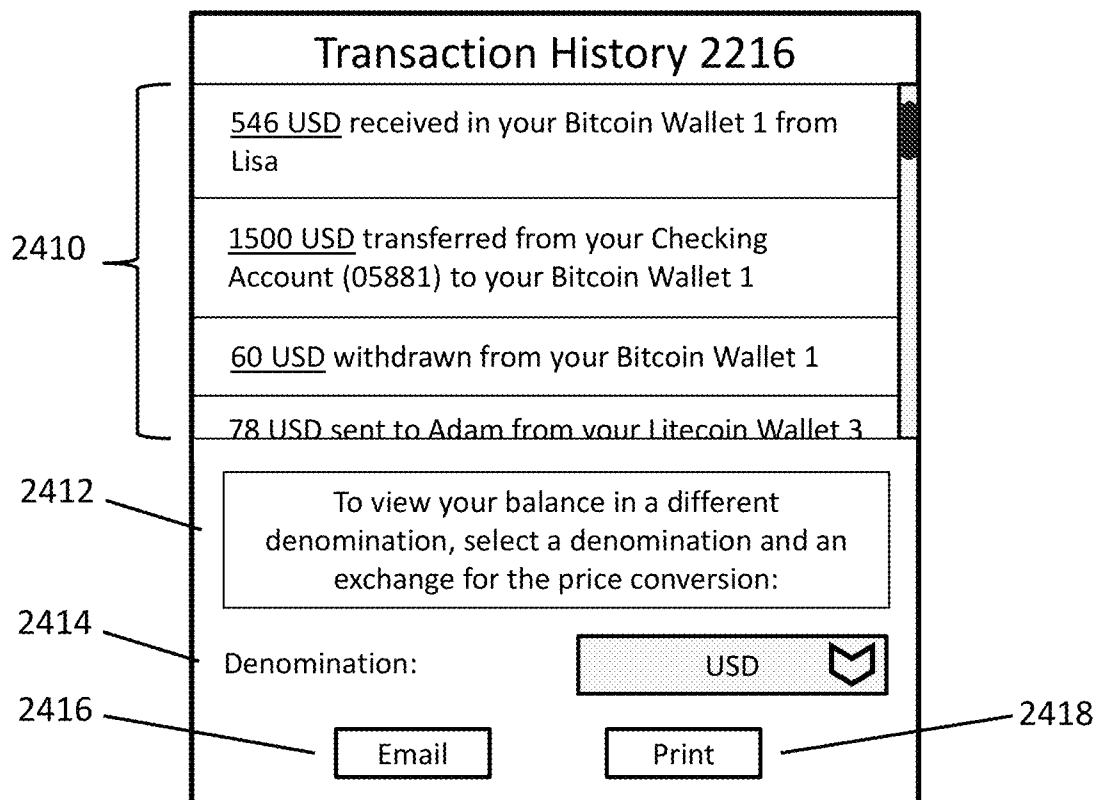 Transaction History 2216
546 USD received in your Bitcoin Wallet 1 from
Lisa
2410
1500 USD transferred from your Checking
Account (05881) to your Bitcoin Wallet 1
60 USD withdrawn from your Bitcoin Wallet 1
78 USD sent to Adam from your Litecoin Wallet 3
2412
To view your balance in a different
denomination, select a denomination and an
exchange for the price conversion:
2414
Denomination:
USD
2416
Email
Print
2418